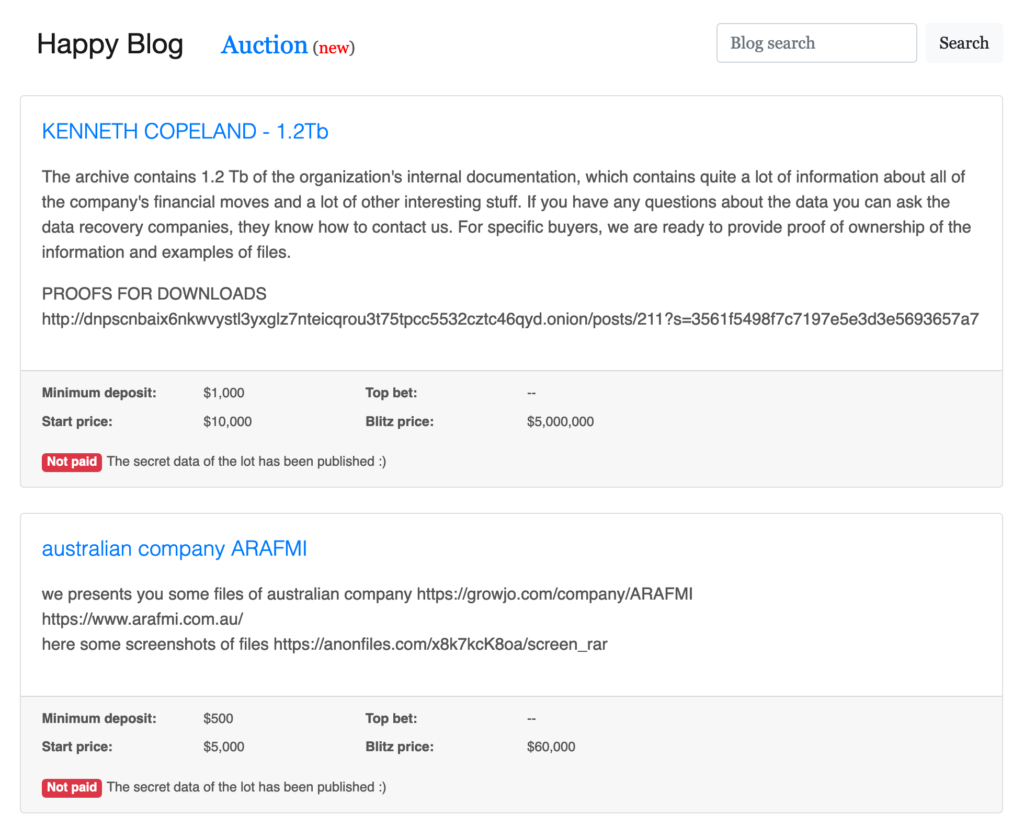 Happy Blog Auction (new) Blog search Search
KENNETH COPELAND - 1.2Tb
The archive contains 1.2 Tb of the organization's internal documentation, which contains quite a lot of information about all of
the company's financial moves and a lot of other interesting stuff. If you have any questions about the data you can ask the
data recovery companies, they know how to contact us. For specific buyers, we are ready to provide proof of ownership of the
information and examples of files.
PROOFS FOR DOWNLOADS
http://dnpscnbaix6nkwvystl3yxglz7nteicqrou3t75tpcc5532cztc46qyd.onion/posts/211?s=3561f5498f7c7197e5e3d3e5693657a7
Minimum deposit: $1,000 Top bet: --
Start price: $10,000 Blitz price: $5,000,000
Not paid The secret data of the lot has been published :)
australian company ARAFMI
we presents you some files of australian company https://growjo.com/company/ARAFMI
https://www.arafmi.com.au/
here some screenshots of files https://anonfiles.com/x8k7kcK8oa/screen_rar
Minimum deposit: $500 Top bet: --
Start price: $5,000 Blitz price: $60,000
Not paid The secret data of the lot has been published :)